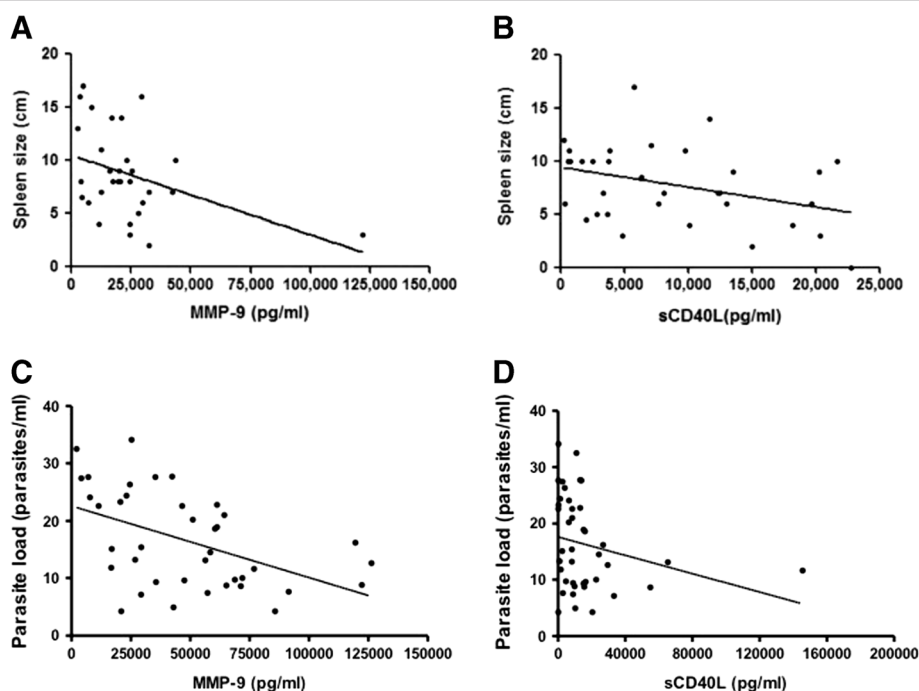 A
B
20
15
10
5
0
Spleen size (cm)
0 25,000 50,000 75,000 100,000 125,000 150,000
MMP-9 (pg/ml)
20
15
10
5
0
Spleen size (cm)
0 5,000 10,000 15,000 20,000 25,000
sCD40L(pg/ml)
C
D
40
30
20
10
0
Parasite load (parasites/ml)
0 25000 50000 75000 100000 125000 150000
MMP-9 (pg/ml)
40
30
20
10
0
Parasite load (parasites/ml)
0 40000 80000 120000 160000 200000
sCD40L (pg/ml)